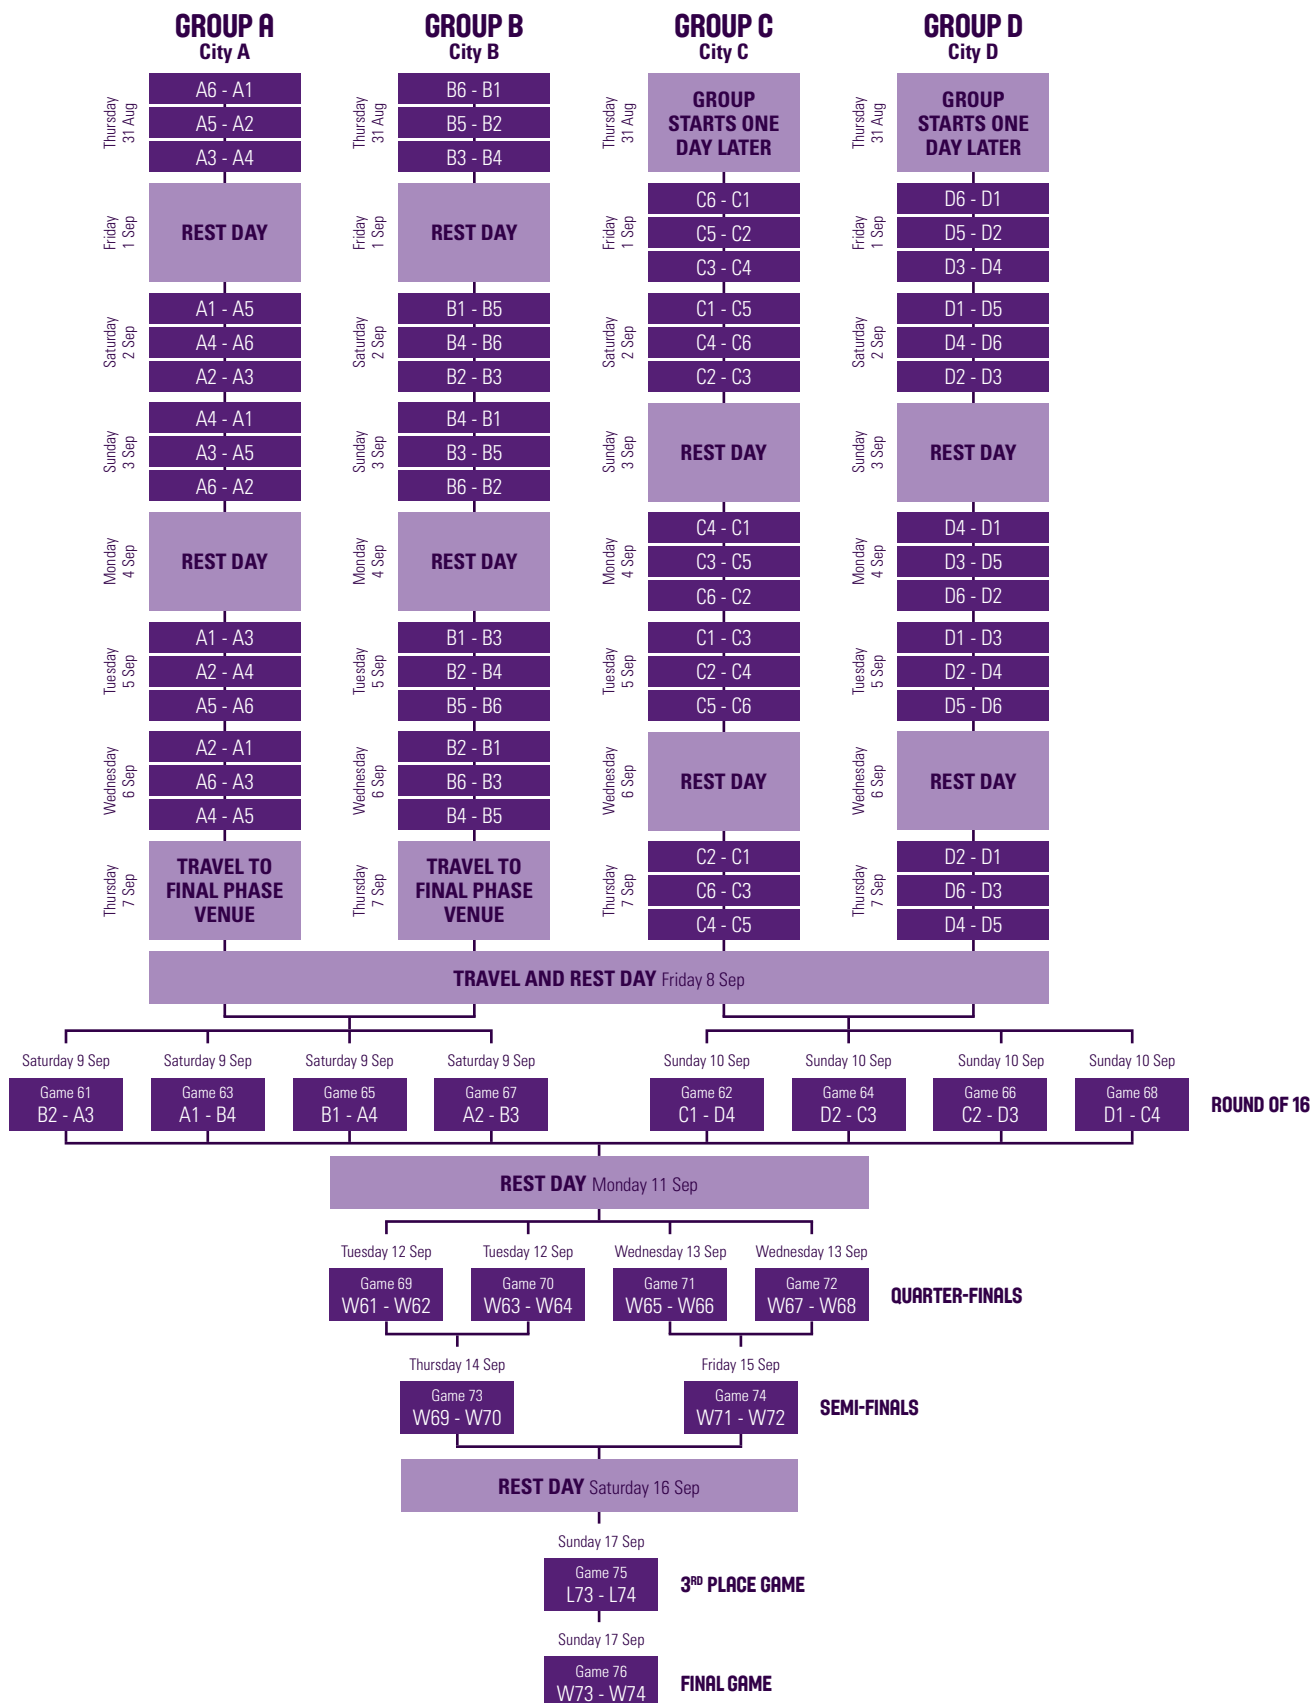 GROUP A
City A
GROUP B
City B
GROUP C
City C
GROUP D
City D
Thursday
31 Aug
A6 - A1
A5 - A2
A3 - A4
Thursday
31 Aug
B6 - B1
B5 - B2
B3 - B4
Thursday
31 Aug
GROUP
STARTS ONE
DAY LATER
Thursday
31 Aug
GROUP
STARTS ONE
DAY LATER
Friday
1 Sep
REST DAY
Friday
1 Sep
REST DAY
Friday
1 Sep
C6 - C1
C5 - C2
C3 - C4
Friday
1 Sep
D6 - D1
D5 - D2
D3 - D4
Saturday
2 Sep
A1 - A5
A4 - A6
A2 - A3
Saturday
2 Sep
B1 - B5
B4 - B6
B2 - B3
Saturday
2 Sep
C1 - C5
C4 - C6
C2 - C3
Saturday
2 Sep
D1 - D5
D4 - D6
D2 - D3
Sunday
3 Sep
A4 - A1
A3 - A5
A6 - A2
Sunday
3 Sep
B4 - B1
B3 - B5
B6 - B2
Sunday
3 Sep
REST DAY
Sunday
3 Sep
REST DAY
Monday
4 Sep
REST DAY
Monday
4 Sep
REST DAY
Monday
4 Sep
C4 - C1
C3 - C5
C6 - C2
Monday
4 Sep
D4 - D1
D3 - D5
D6 - D2
Tuesday
5 Sep
A1 - A3
A2 - A4
A5 - A6
Tuesday
5 Sep
B1 - B3
B2 - B4
B5 - B6
Tuesday
5 Sep
C1 - C3
C2 - C4
C5 - C6
Tuesday
5 Sep
D1 - D3
D2 - D4
D5 - D6
Wednesday
6 Sep
A2 - A1
A6 - A3
A4 - A5
Wednesday
6 Sep
B2 - B1
B6 - B3
B4 - B5
Wednesday
6 Sep
REST DAY
Wednesday
6 Sep
REST DAY
Thursday
7 Sep
TRAVEL TO
FINAL PHASE
VENUE
Thursday
7 Sep
TRAVEL TO
FINAL PHASE
VENUE
Thursday
7 Sep
C2 - C1
C6 - C3
C4 - C5
Thursday
7 Sep
D2 - D1
D6 - D3
D4 - D5
TRAVEL AND REST DAY Friday 8 Sep
Saturday 9 Sep
Game 61
B2 - A3
Saturday 9 Sep
Game 63
A1 - B4
Saturday 9 Sep
Game 65
B1 - A4
Saturday 9 Sep
Game 67
A2 - B3
Sunday 10 Sep
Game 62
C1 - D4
Sunday 10 Sep
Game 64
D2 - C3
Sunday 10 Sep
Game 66
C2 - D3
Sunday 10 Sep
Game 68
D1 - C4
ROUND OF 16
REST DAY Monday 11 Sep
Tuesday 12 Sep
Game 69
W61 - W62
Tuesday 12 Sep
Game 70
W63 - W64
Wednesday 13 Sep
Game 71
W65 - W66
Wednesday 13 Sep
Game 72
W67 - W68
QUARTER-FINALS
Thursday 14 Sep
Game 73
W69 - W70
Friday 15 Sep
Game 74
W71 - W72
SEMI-FINALS
REST DAY Saturday 16 Sep
Sunday 17 Sep
Game 75
L73 - L74
3RD PLACE GAME
Sunday 17 Sep
Game 76
W73 - W74
FINAL GAME